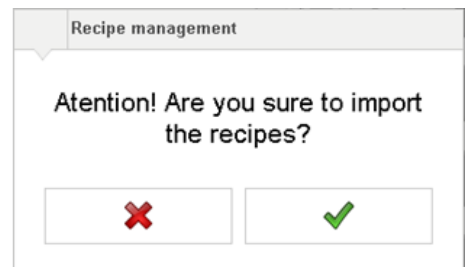 Recipe management
Atention! Are you sure to import
the recipes?